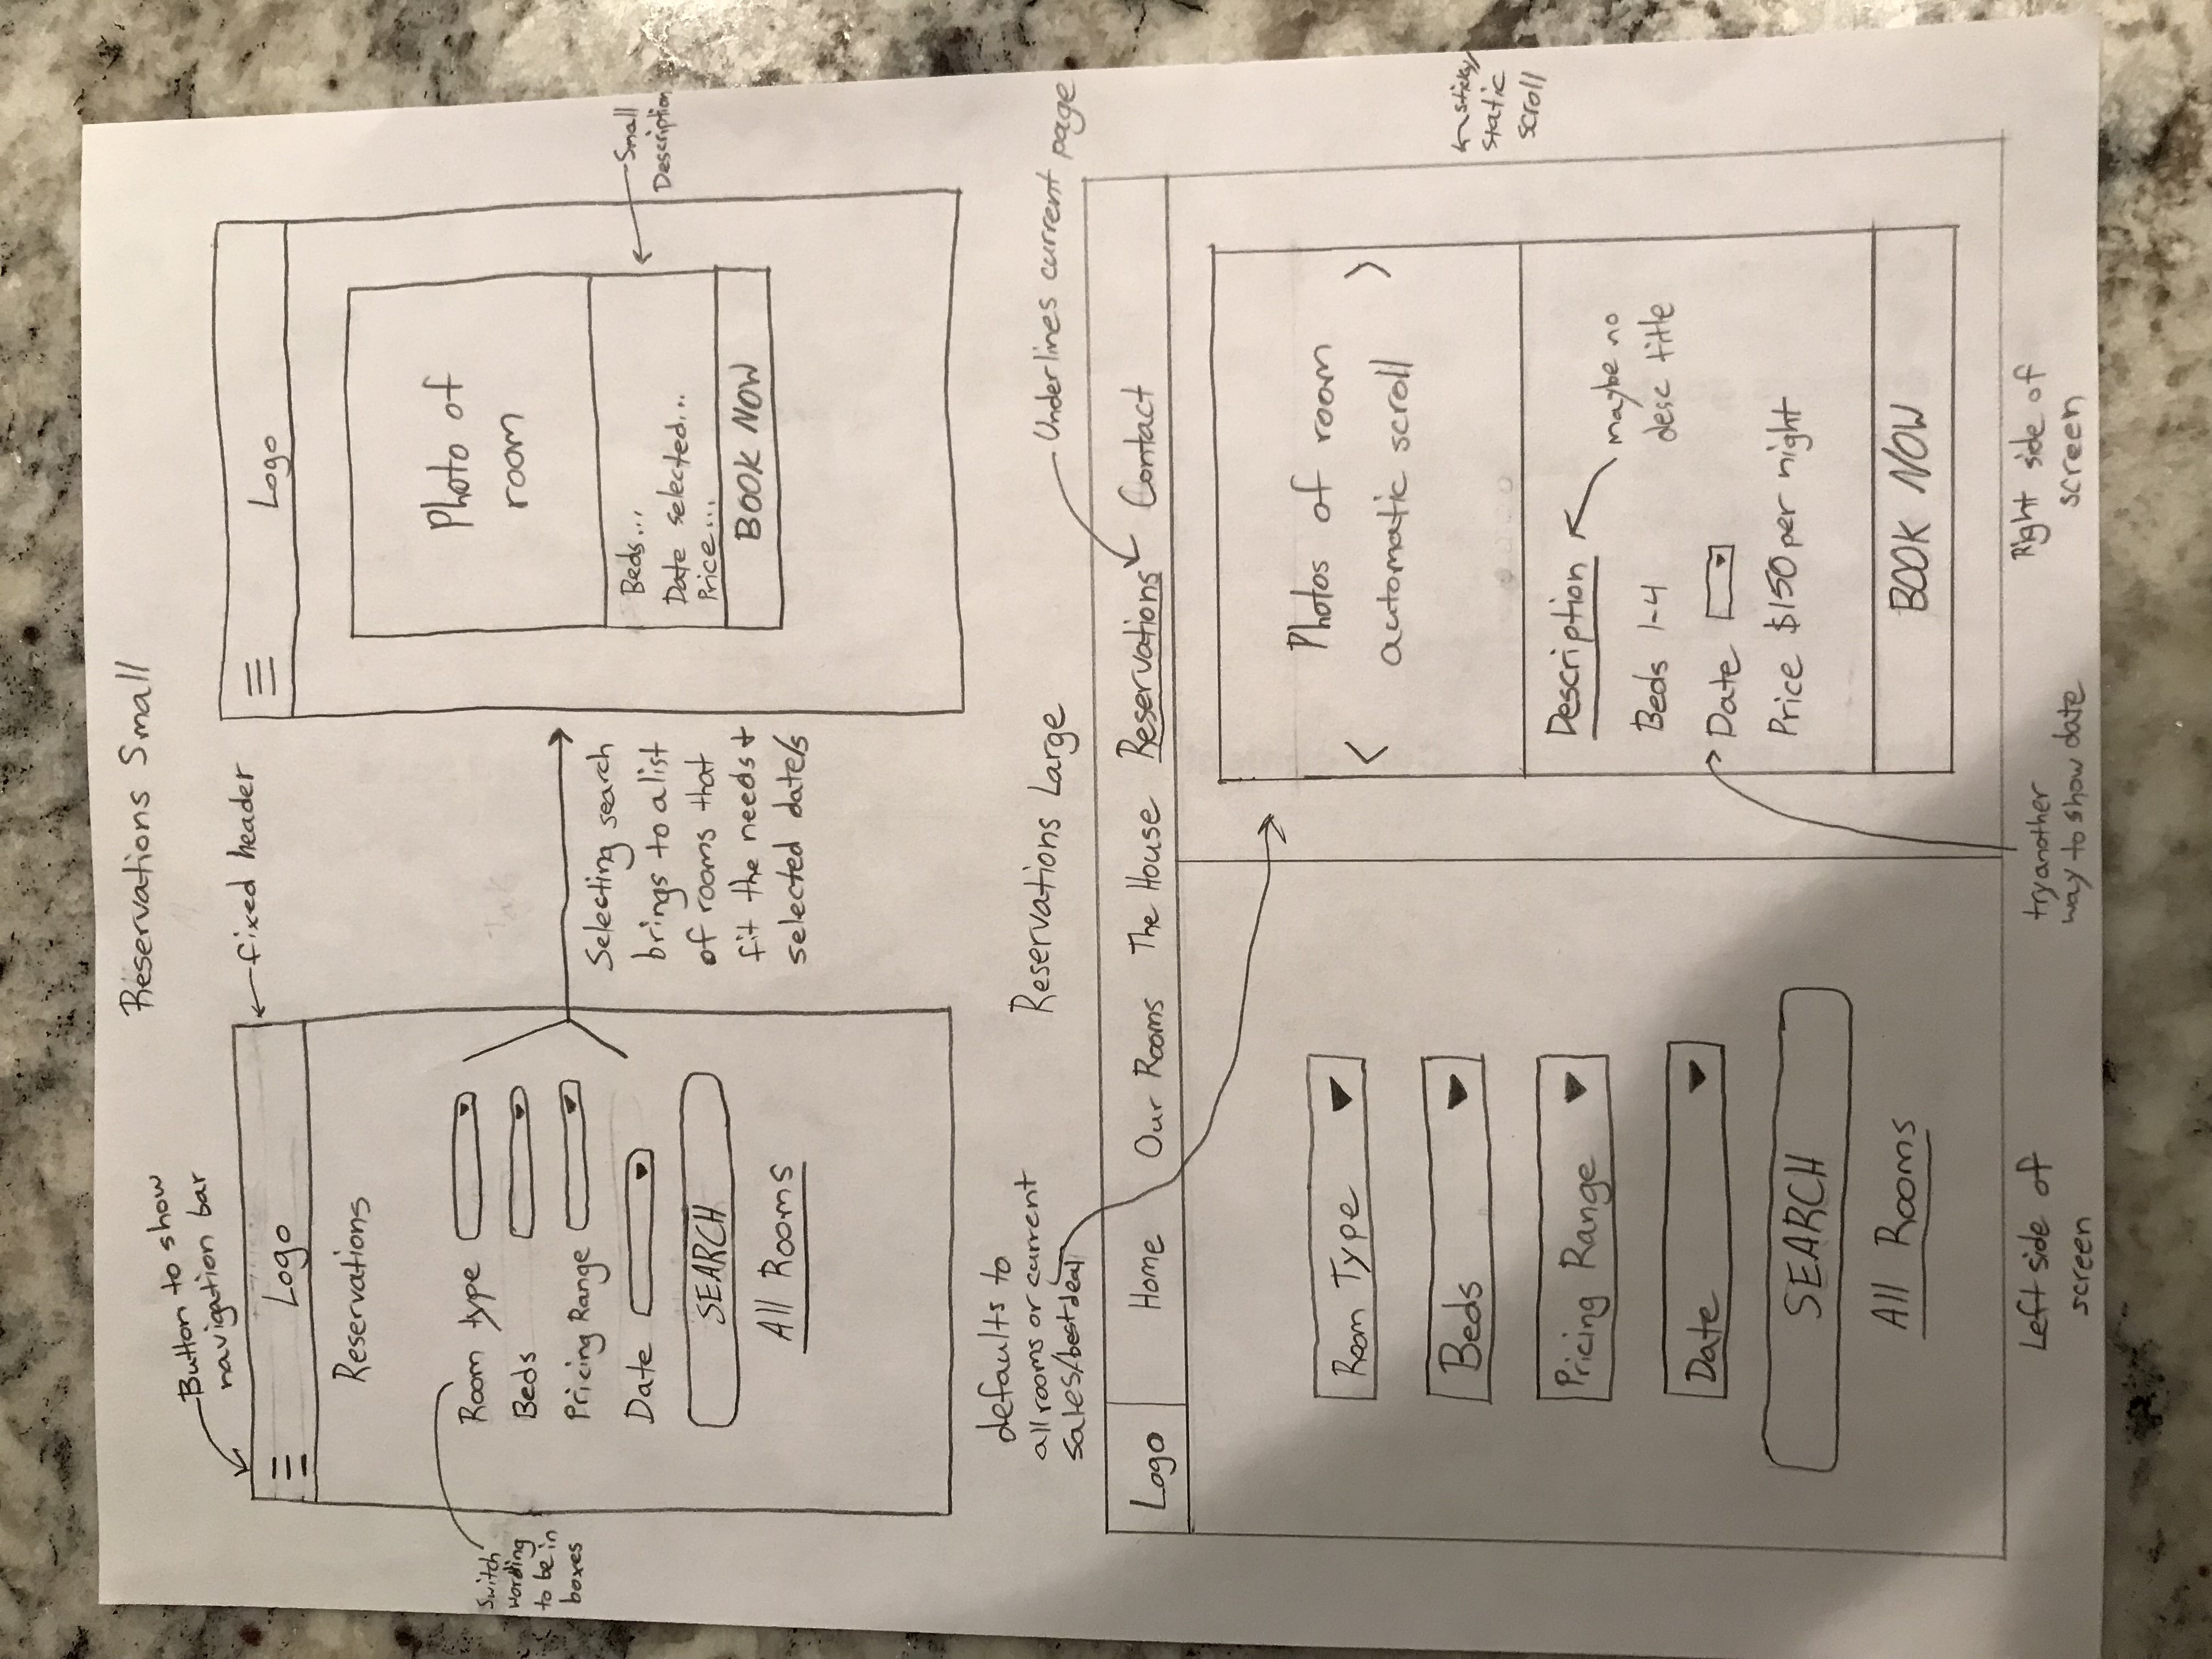 Reservations Small
Button to show
navigation bar
fixed header
Logo
Reservations
Switch
wording
to be in
boxes
Room type
Beds
Pricing Range
Date
SEARCH
All Rooms
Selecting search
brings to a list
of rooms that
fit the needs +
selected date/s
Logo
Photo of
room
Beds...
Date selected...
Price...
BOOK NOW
Small
Description
defaults to
all rooms or current
sales/best deal
Reservations Large
Underlines current page
Logo Home Our Rooms The House Reservations Contact
Room Type
Beds
Pricing Range
Date
SEARCH
All Rooms
Photos of room
< >
automatic scroll
Description
maybe no
desc title
Beds 1-4
Date
Price $150 per night
BOOK NOW
sticky/
static
scroll
Left side of
screen
try another
way to show date
Right side of
screen